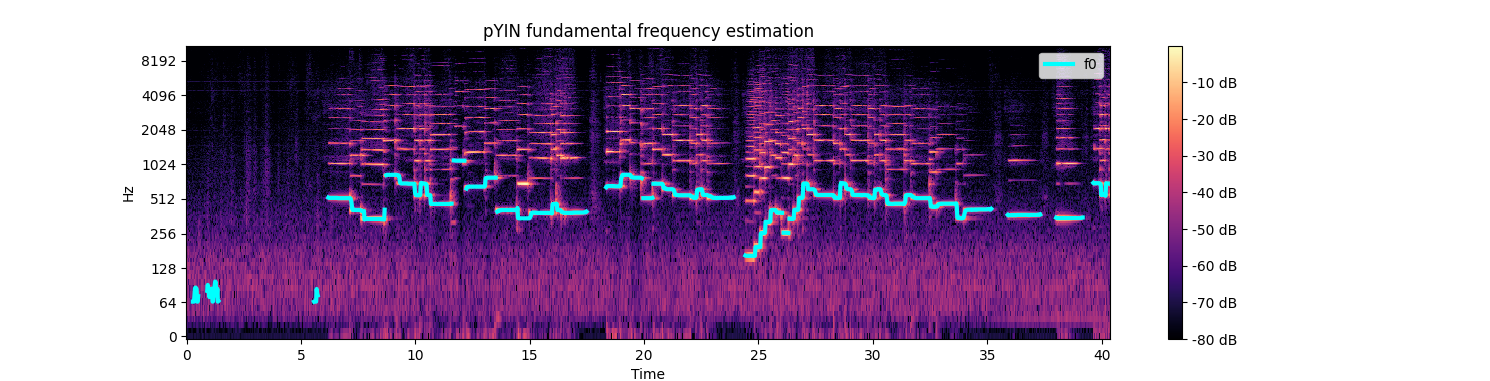 pYIN fundamental frequency estimation
f0
Hz
8192
4096
2048
1024
512
256
128
64
0
0 5 10 15 20 25 30 35 40
Time
-10 dB
-20 dB
-30 dB
-40 dB
-50 dB
-60 dB
-70 dB
-80 dB